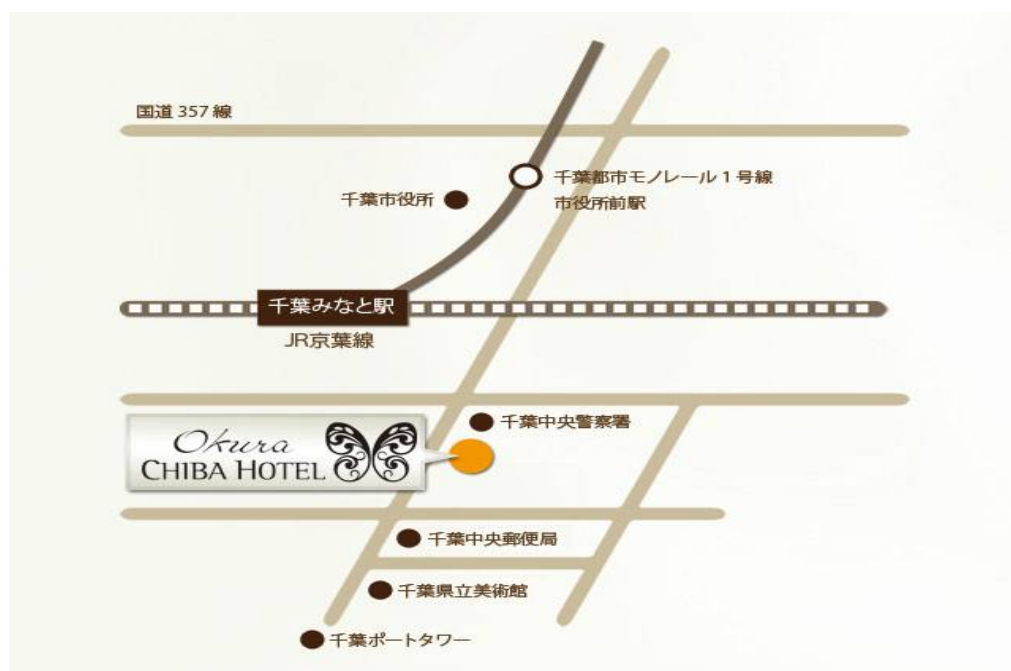 国道 357 線
千葉都市モノレール 1 号線
市役所前駅
千葉市役所
千葉みなと駅
JR京葉線
千葉中央警察署
Okura
CHIBA HOTEL
千葉中央郵便局
千葉県立美術館
千葉ポートタワー